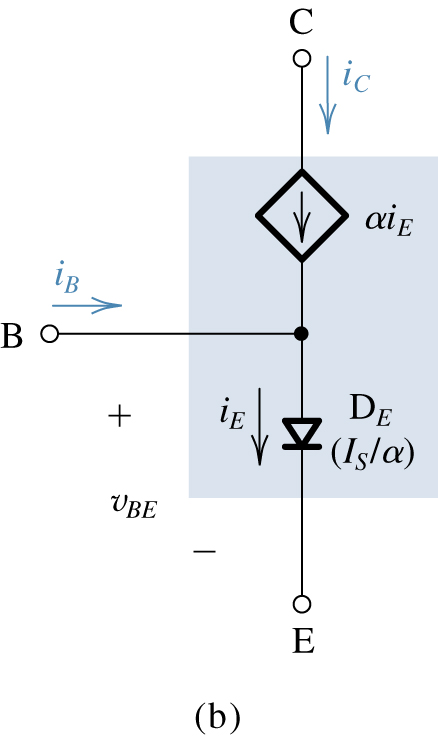 C
i_C
αi_E
i_B
B
+
i_E
D_E
(I_S/α)
v_BE
−
E
(b)